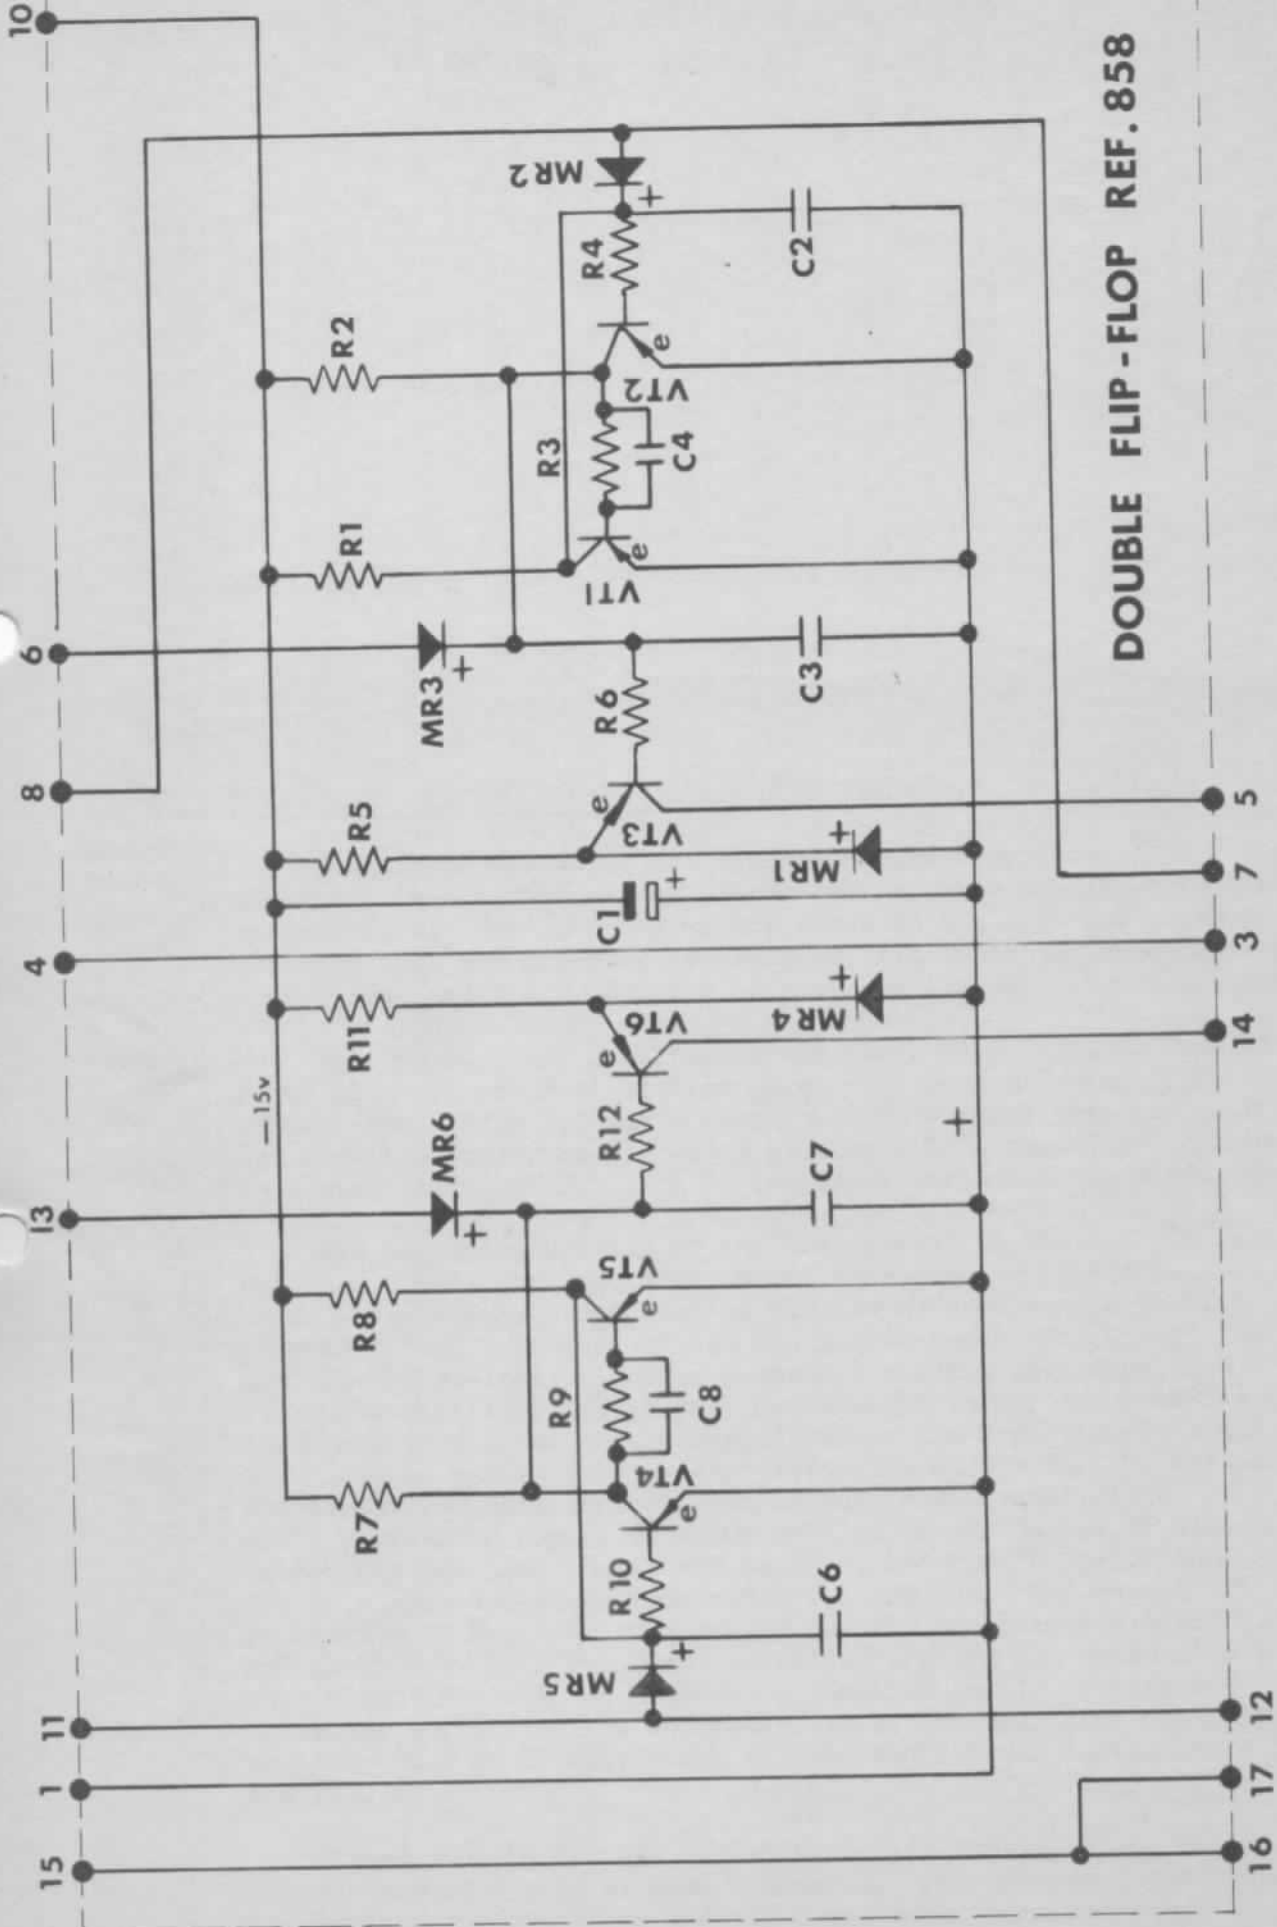 15
1
11
13
4
8
6
10
— 15v
R7
R8
MR6
R11
R5
MR3
R1
R2
MR5
R10
R9
VT4
e
C8
VT5
e
R12
e
VT6
C1
+
e
VT3
R6
VT1
e
R3
C4
VT2
e
R4
MR2
+
+
C6
+
C7
+
MR4
+
MR1
+
C3
+
C2
DOUBLE FLIP-FLOP REF. 858
16
17
12
14
3
7
5